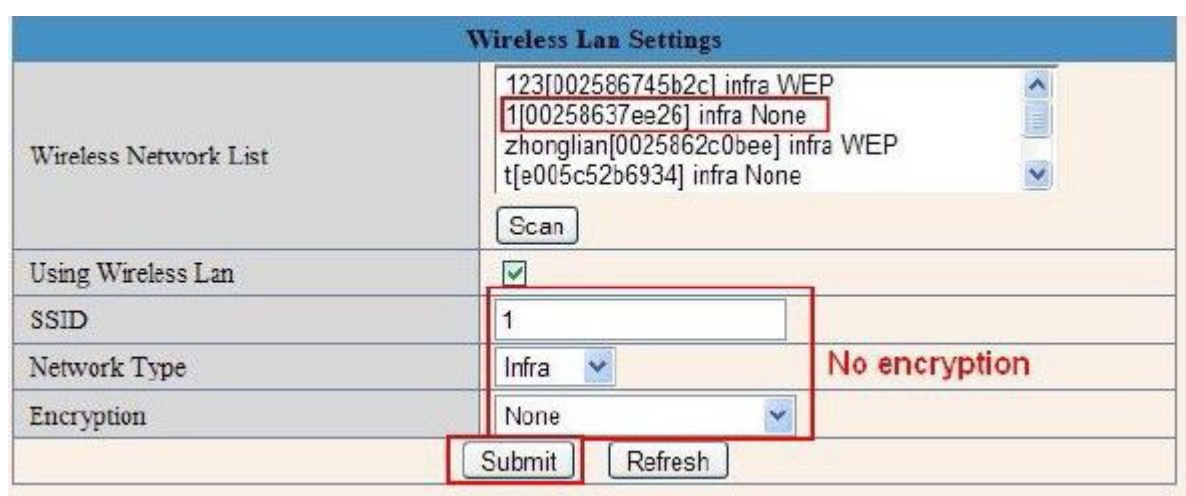 Wireless Lan Settings
Wireless Network List
123[002586745b2c] infra WEP
1[00258637ee26] infra None
zhonglian[0025862c0bee] infra WEP
t[e005c52b6934] infra None
Scan
Using Wireless Lan
SSID
1
Network Type
Infra
No encryption
Encryption
None
Submit
Refresh